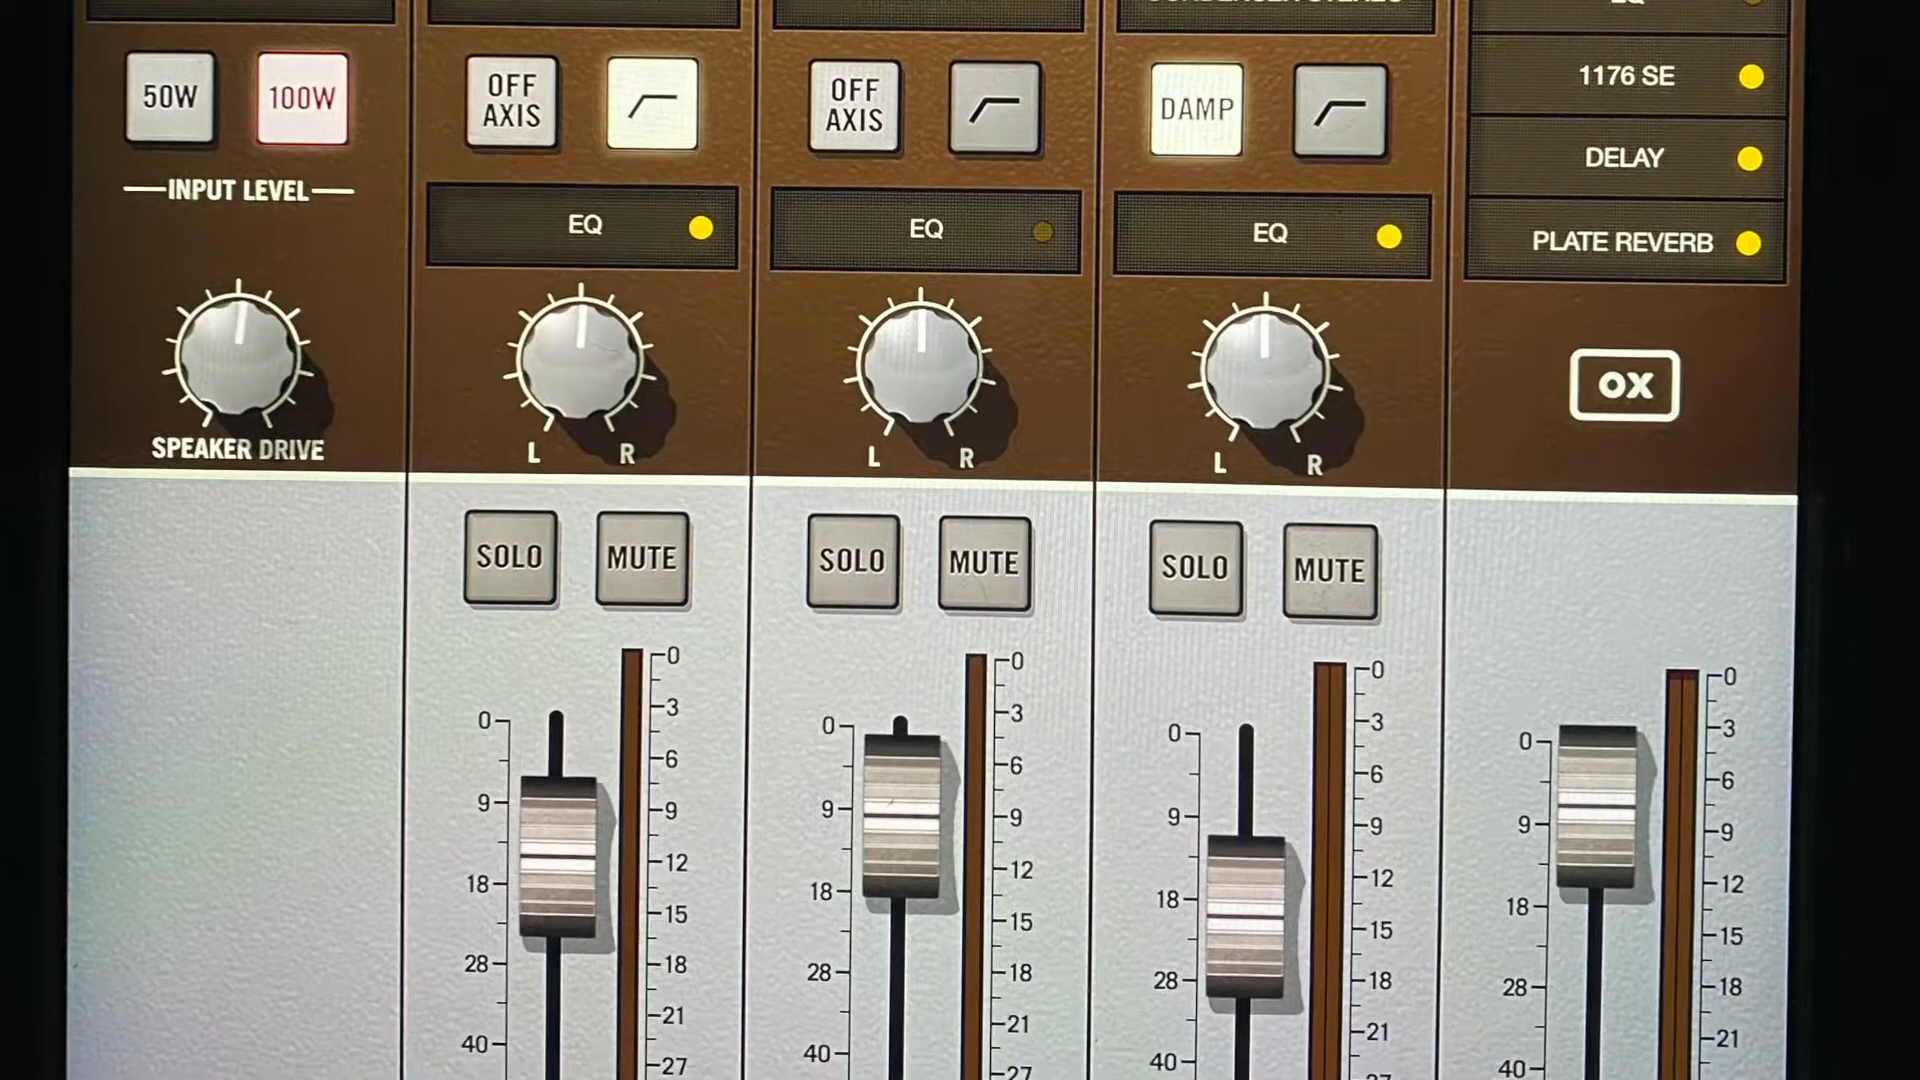 EQ
50W 100W
OFF AXIS
OFF AXIS
DAMP
1176 SE
DELAY
PLATE REVERB
INPUT LEVEL
EQ
EQ
EQ
SPEAKER DRIVE
L R
L R
L R
OX
SOLO MUTE
SOLO MUTE
SOLO MUTE
0
9
18
28
40
0
3
6
9
12
15
18
21
27
0
9
18
28
40
0
3
6
9
12
15
18
21
27
0
9
18
28
40
0
3
6
9
12
15
18
21
0
9
18
28
40
0
3
6
9
12
15
18
21